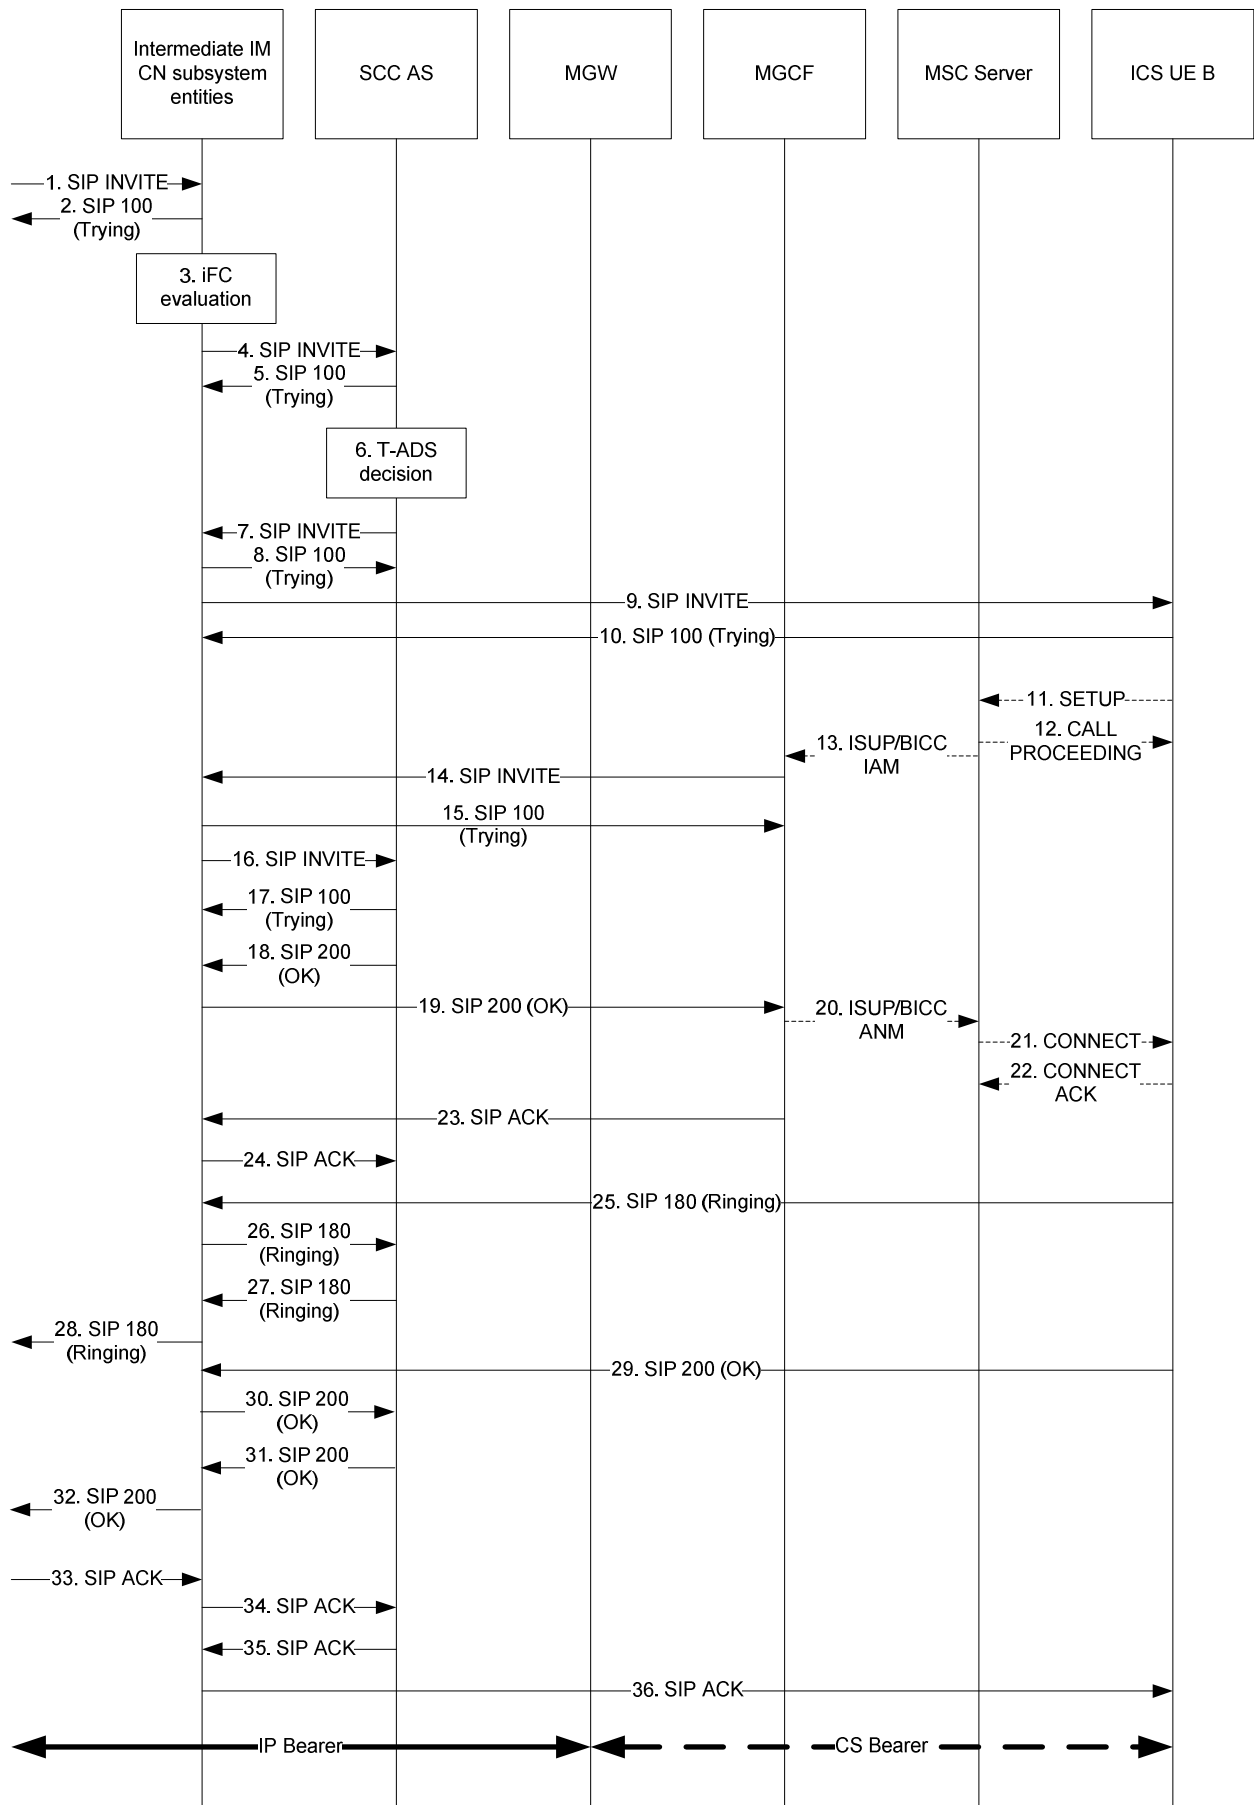 Intermediate IM
CN subsystem
entities
SCC AS
MGW
MGCF
MSC Server
ICS UE B
1. SIP INVITE
2. SIP 100
(Trying)
3. iFC
evaluation
4. SIP INVITE
5. SIP 100
(Trying)
6. T-ADS
decision
7. SIP INVITE
8. SIP 100
(Trying)
9. SIP INVITE
10. SIP 100 (Trying)
11. SETUP
12. CALL
PROCEEDING
13. ISUP/BICC
IAM
14. SIP INVITE
15. SIP 100
(Trying)
16. SIP INVITE
17. SIP 100
(Trying)
18. SIP 200
(OK)
19. SIP 200 (OK)
20. ISUP/BICC
ANM
21. CONNECT
22. CONNECT
ACK
23. SIP ACK
24. SIP ACK
25. SIP 180 (Ringing)
26. SIP 180
(Ringing)
27. SIP 180
(Ringing)
28. SIP 180
(Ringing)
29. SIP 200 (OK)
30. SIP 200
(OK)
31. SIP 200
(OK)
32. SIP 200
(OK)
33. SIP ACK
34. SIP ACK
35. SIP ACK
36. SIP ACK
IP Bearer
CS Bearer